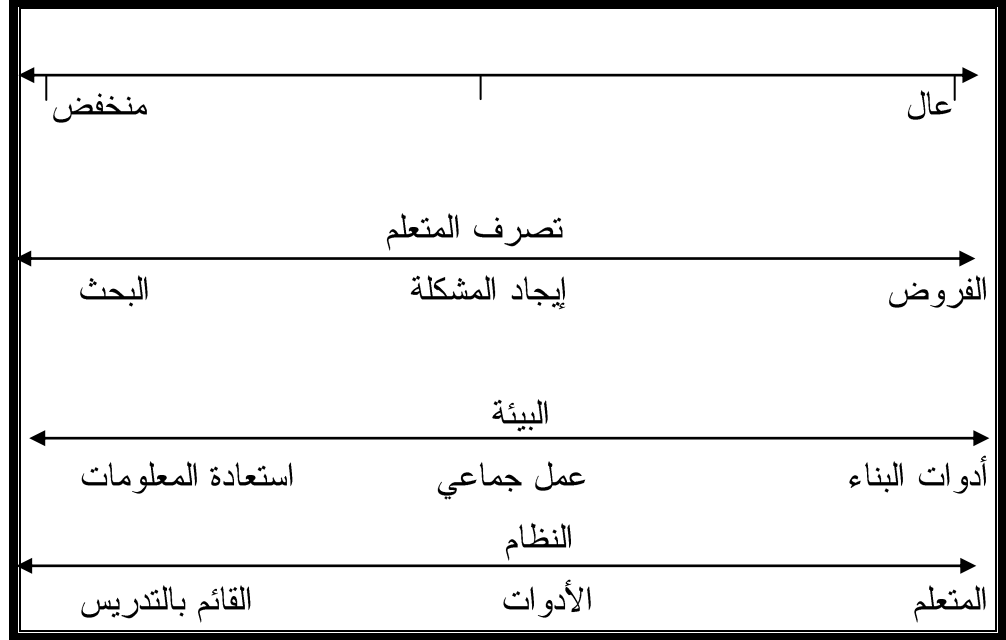 عال منخفض
تصرف المتعلم
الفروض إيجاد المشكلة البحث
البيئة
أدوات البناء عمل جماعي استعادة المعلومات
النظام
المتعلم الأدوات القائم بالتدريس